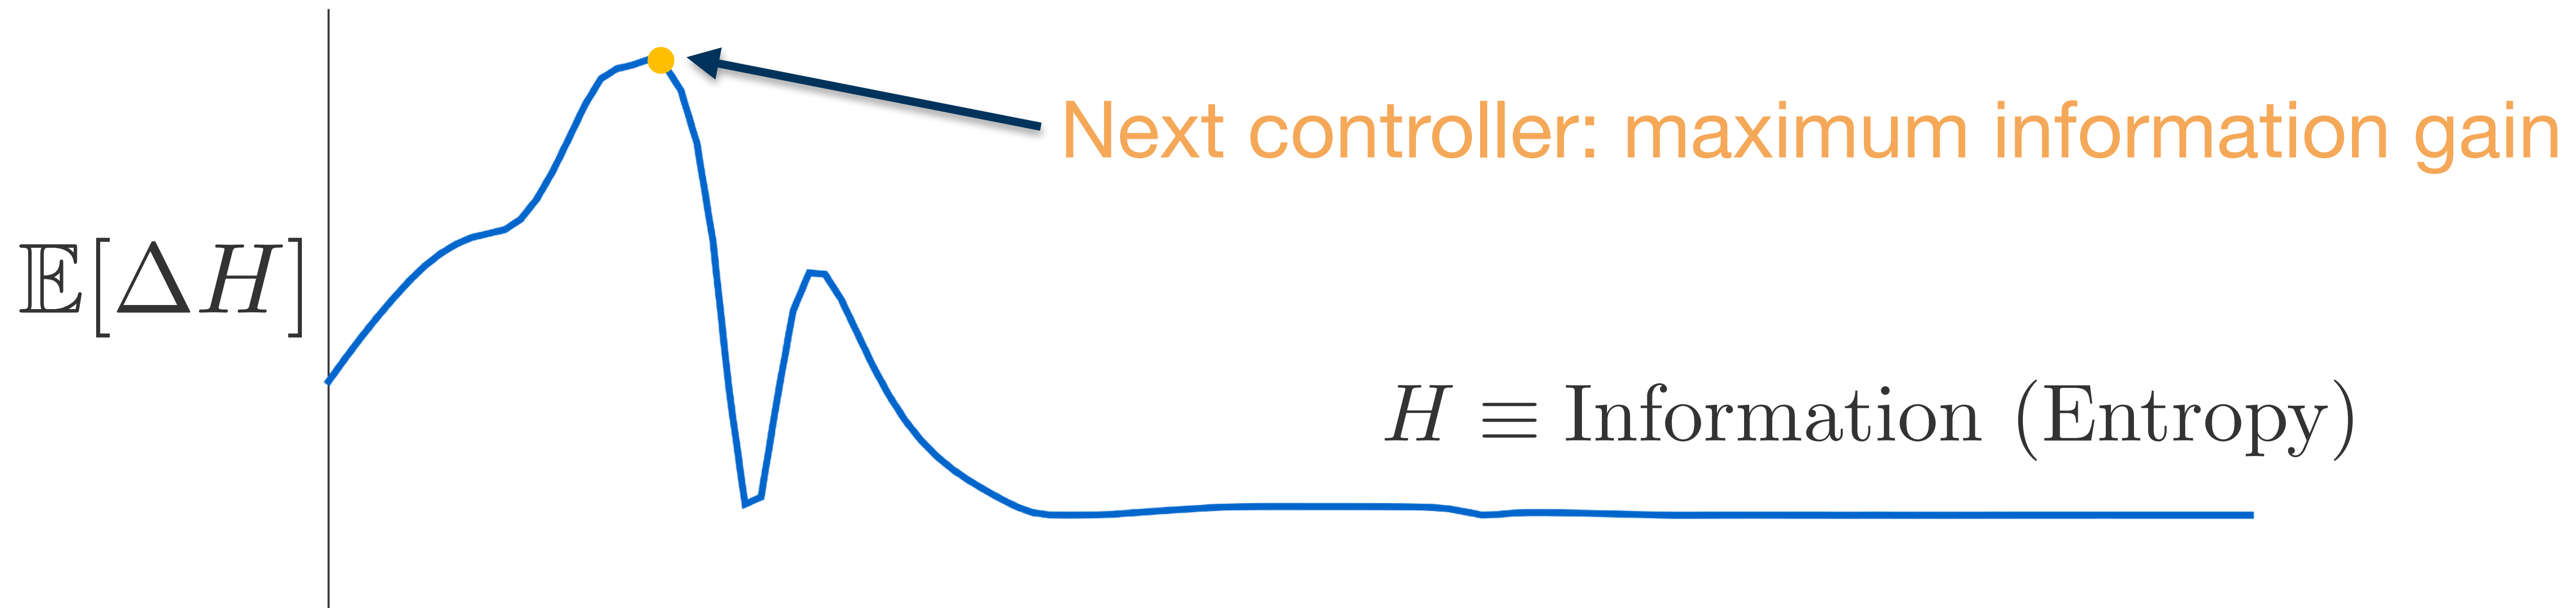 Next controller: maximum information gain
𝔼[ΔH]
H ≡ Information (Entropy)